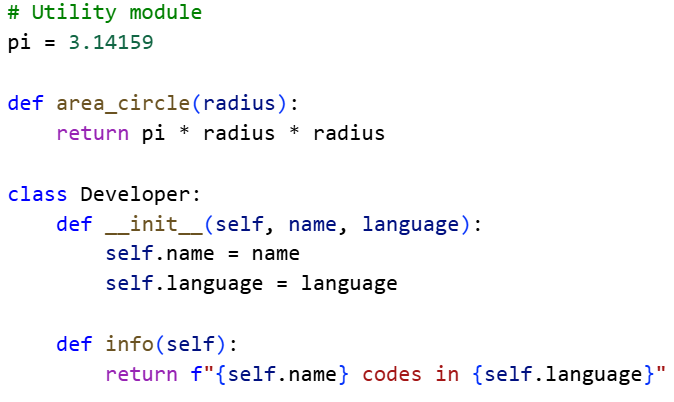 # Utility module
pi = 3.14159

def area_circle(radius):
    return pi * radius * radius

class Developer:
    def __init__(self, name, language):
        self.name = name
        self.language = language

    def info(self):
        return f"{self.name} codes in {self.language}"